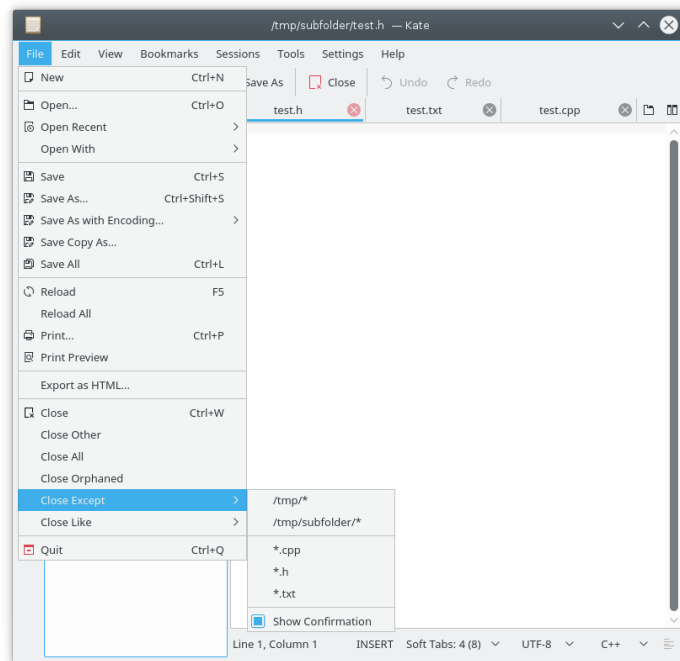 /tmp/subfolder/test.h — Kate
File Edit View Bookmarks Sessions Tools Settings Help
Save As Close Undo Redo
test.h test.txt test.cpp
New Ctrl+N
Open... Ctrl+O
Open Recent
Open With
Save Ctrl+S
Save As... Ctrl+Shift+S
Save As with Encoding...
Save Copy As...
Save All Ctrl+L
Reload F5
Reload All
Print... Ctrl+P
Print Preview
Export as HTML...
Close Ctrl+W
Close Other
Close All
Close Orphaned
Close Except
Close Like
Quit Ctrl+Q
/tmp/*
/tmp/subfolder/*
*.cpp
*.h
*.txt
Show Confirmation
Line 1, Column 1 INSERT Soft Tabs: 4 (8) UTF-8 C++